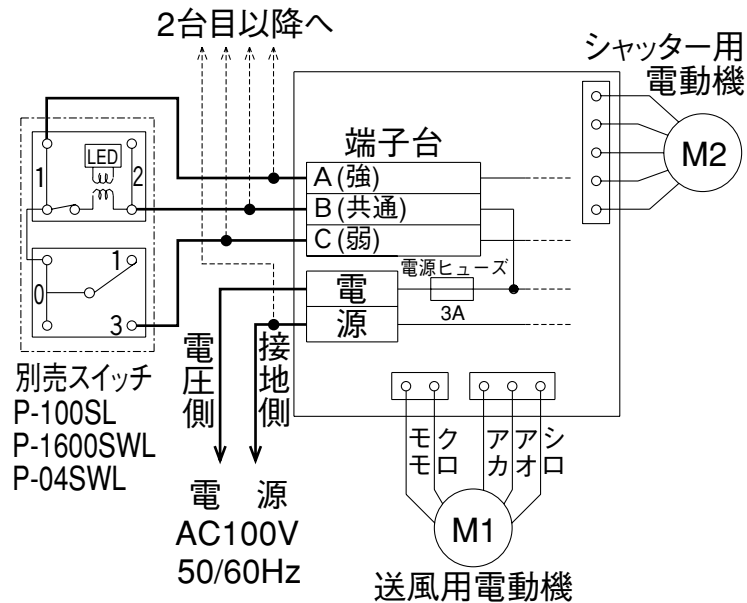 2台目以降へ
シャッター用
電動機
M2
端子台
A(強)
B(共通)
C(弱)
LED
1
2
0
1
3
電源ヒューズ
3A
電
源
別売スイッチ
P-100SL
P-1600SWL
P-04SWL
電圧側
接地側
電 源
AC100V
50/60Hz
モモ
クロ
アカ
アオ
シロ
M1
送風用電動機